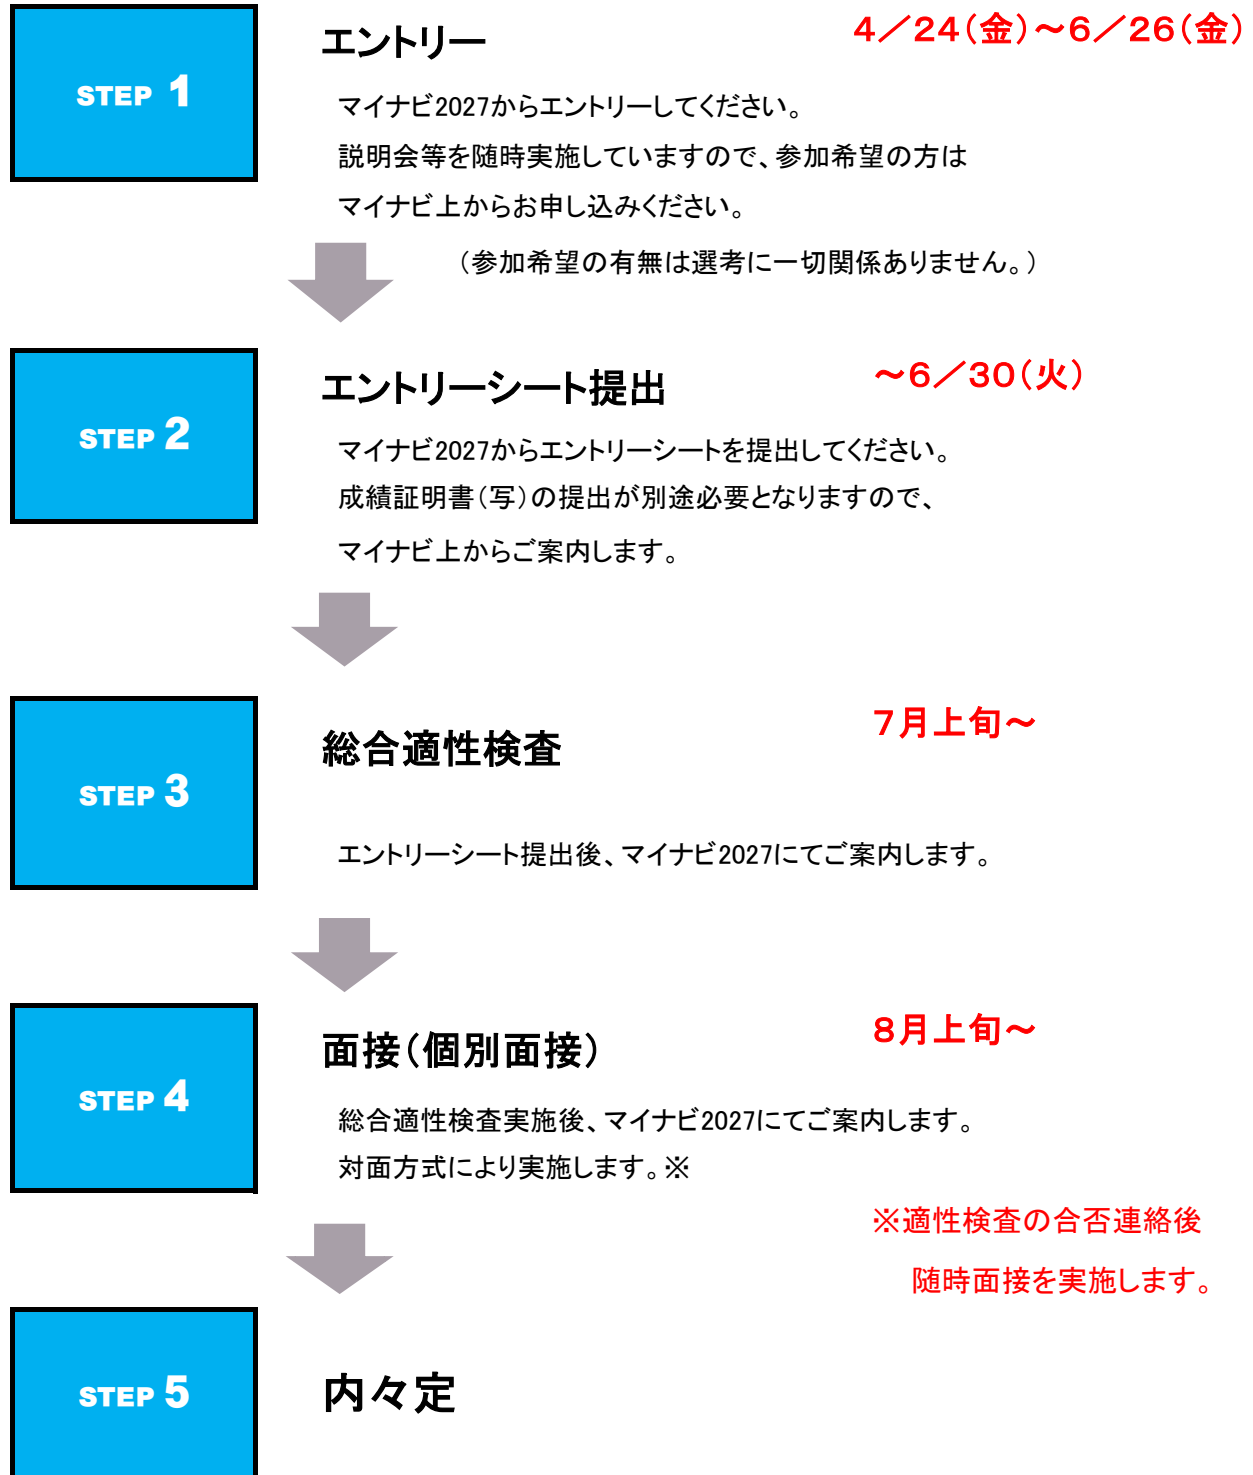 STEP 1
エントリー
4／24（金）～6／26（金）
マイナビ2027からエントリーしてください。
説明会等を随時実施していますので、参加希望の方は
マイナビ上からお申し込みください。
（参加希望の有無は選考に一切関係ありません。）
STEP 2
エントリーシート提出
～6／30（火）
マイナビ2027からエントリーシートを提出してください。
成績証明書（写）の提出が別途必要となりますので、
マイナビ上からご案内します。
STEP 3
総合適性検査
7月上旬～
エントリーシート提出後、マイナビ2027にてご案内します。
STEP 4
面接（個別面接）
8月上旬～
総合適性検査実施後、マイナビ2027にてご案内します。
対面方式により実施します。※
※適性検査の合否連絡後
随時面接を実施します。
STEP 5
内々定